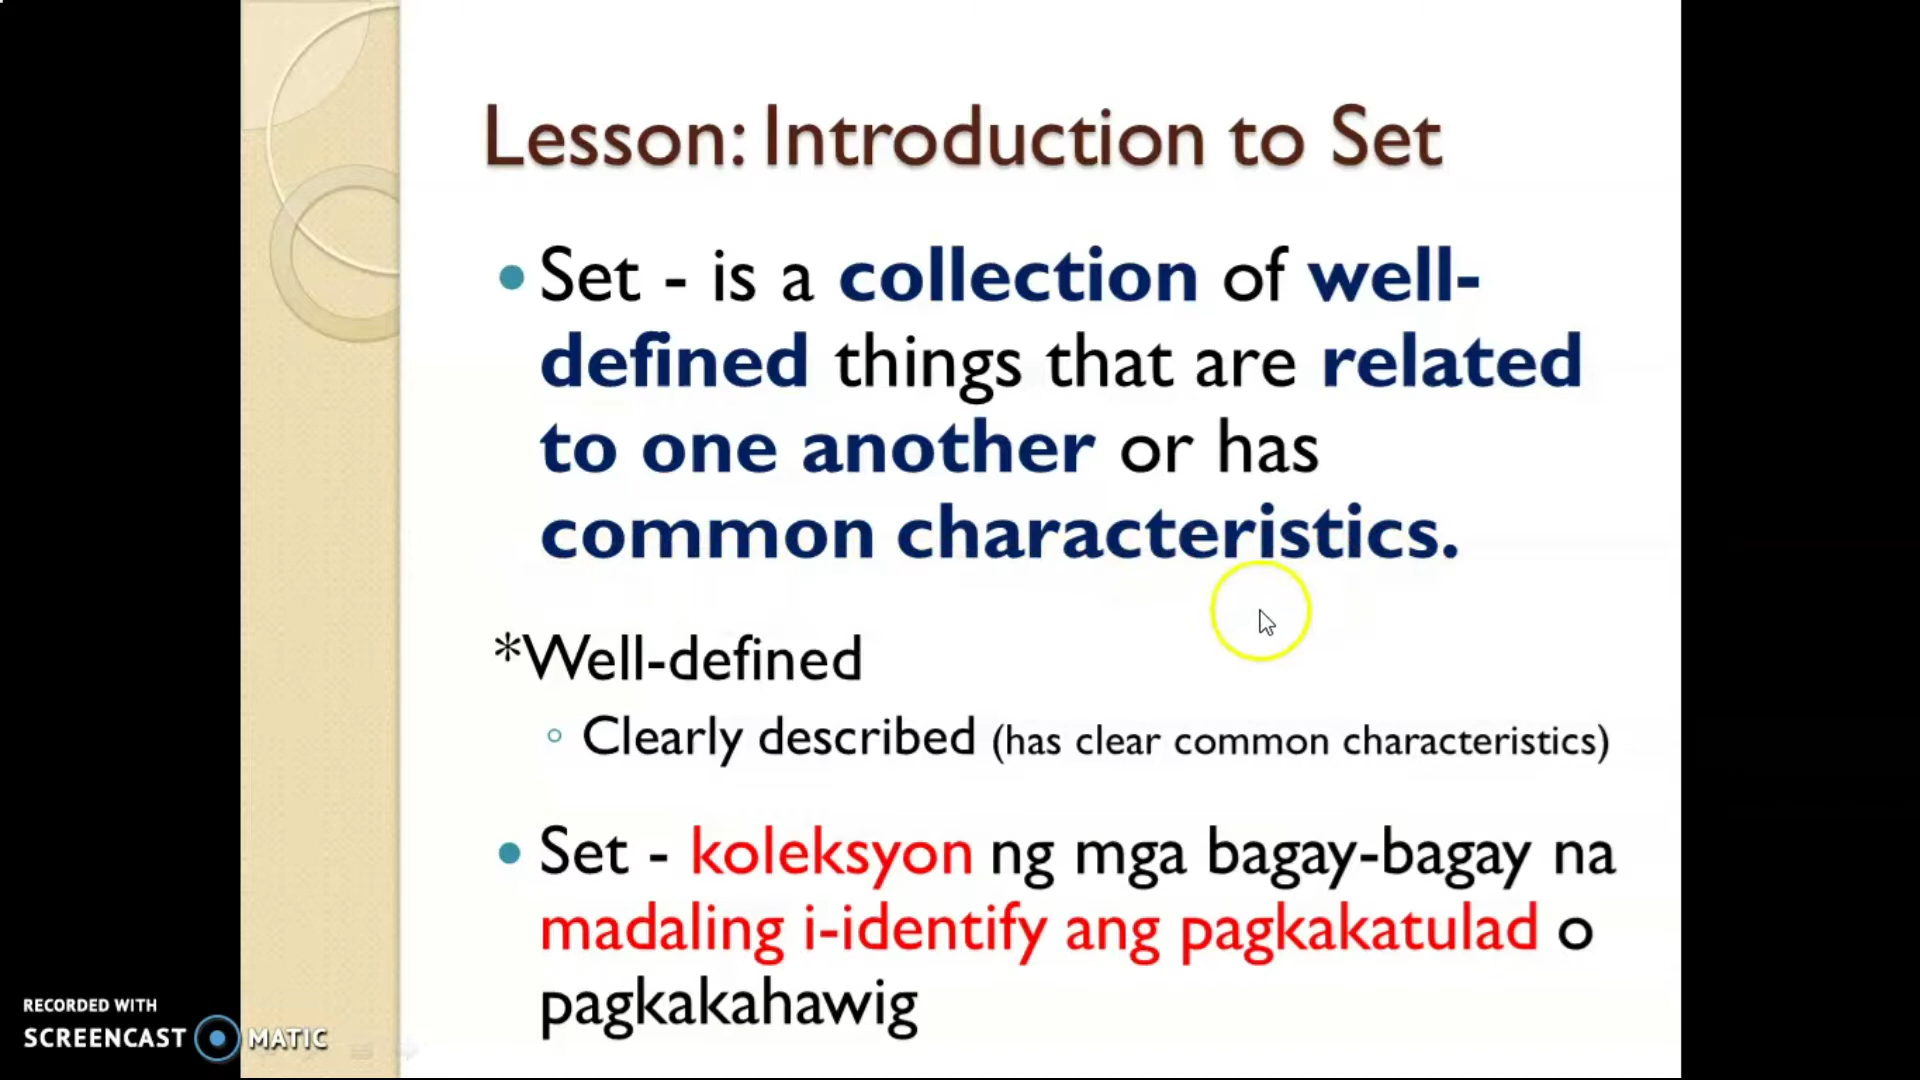 Lesson: Introduction to Set
Set - is a collection of well-
defined things that are related
to one another or has
common characteristics.
*Well-defined
Clearly described (has clear common characteristics)
Set - koleksyon ng mga bagay-bagay na
madaling i-identify ang pagkakatulad o
pagkakahawig
RECORDED WITH
SCREENCAST MATIC